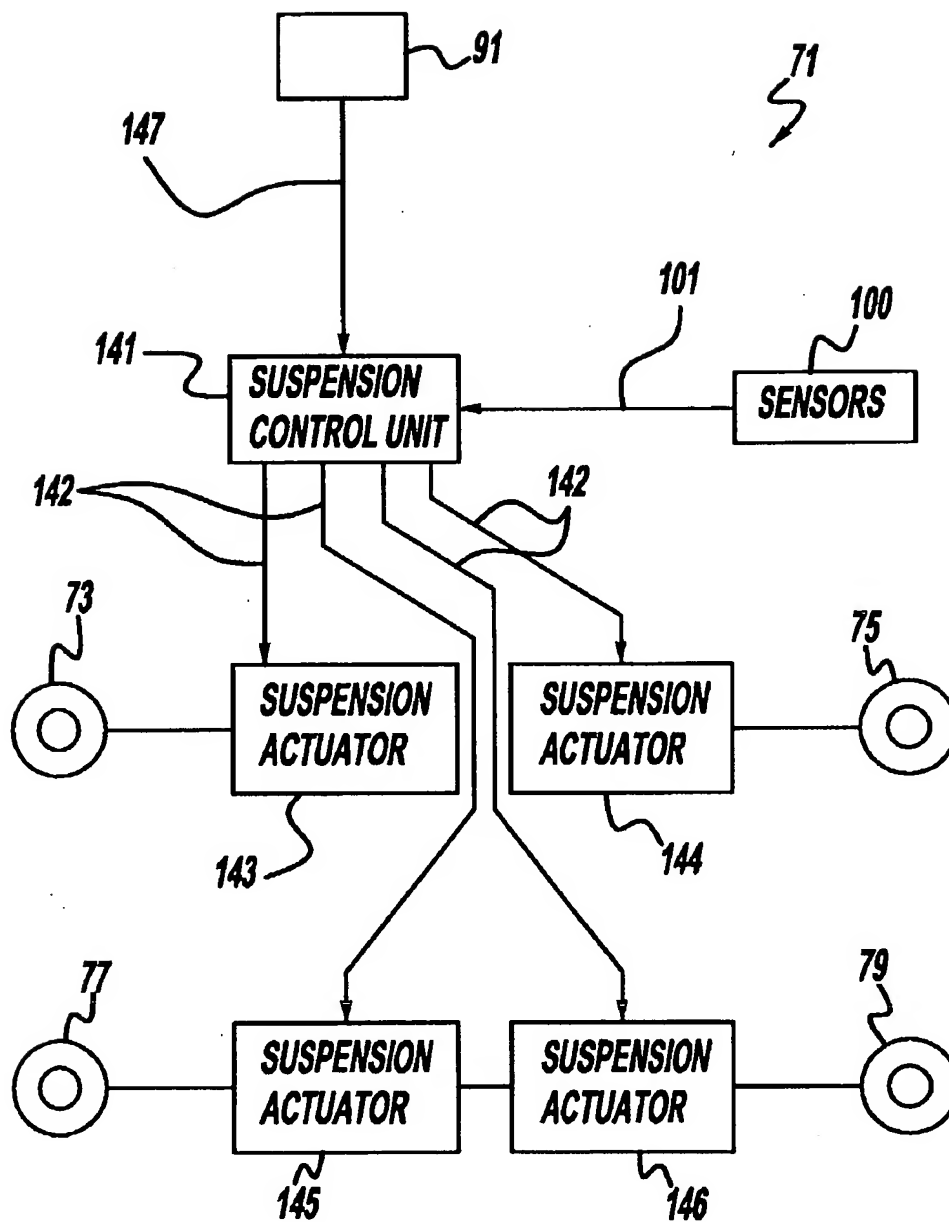 91
71
147
101
100
141
SUSPENSION
CONTROL UNIT
SENSORS
142
142
73
75
SUSPENSION
ACTUATOR
SUSPENSION
ACTUATOR
143
144
77
79
SUSPENSION
ACTUATOR
SUSPENSION
ACTUATOR
145
146